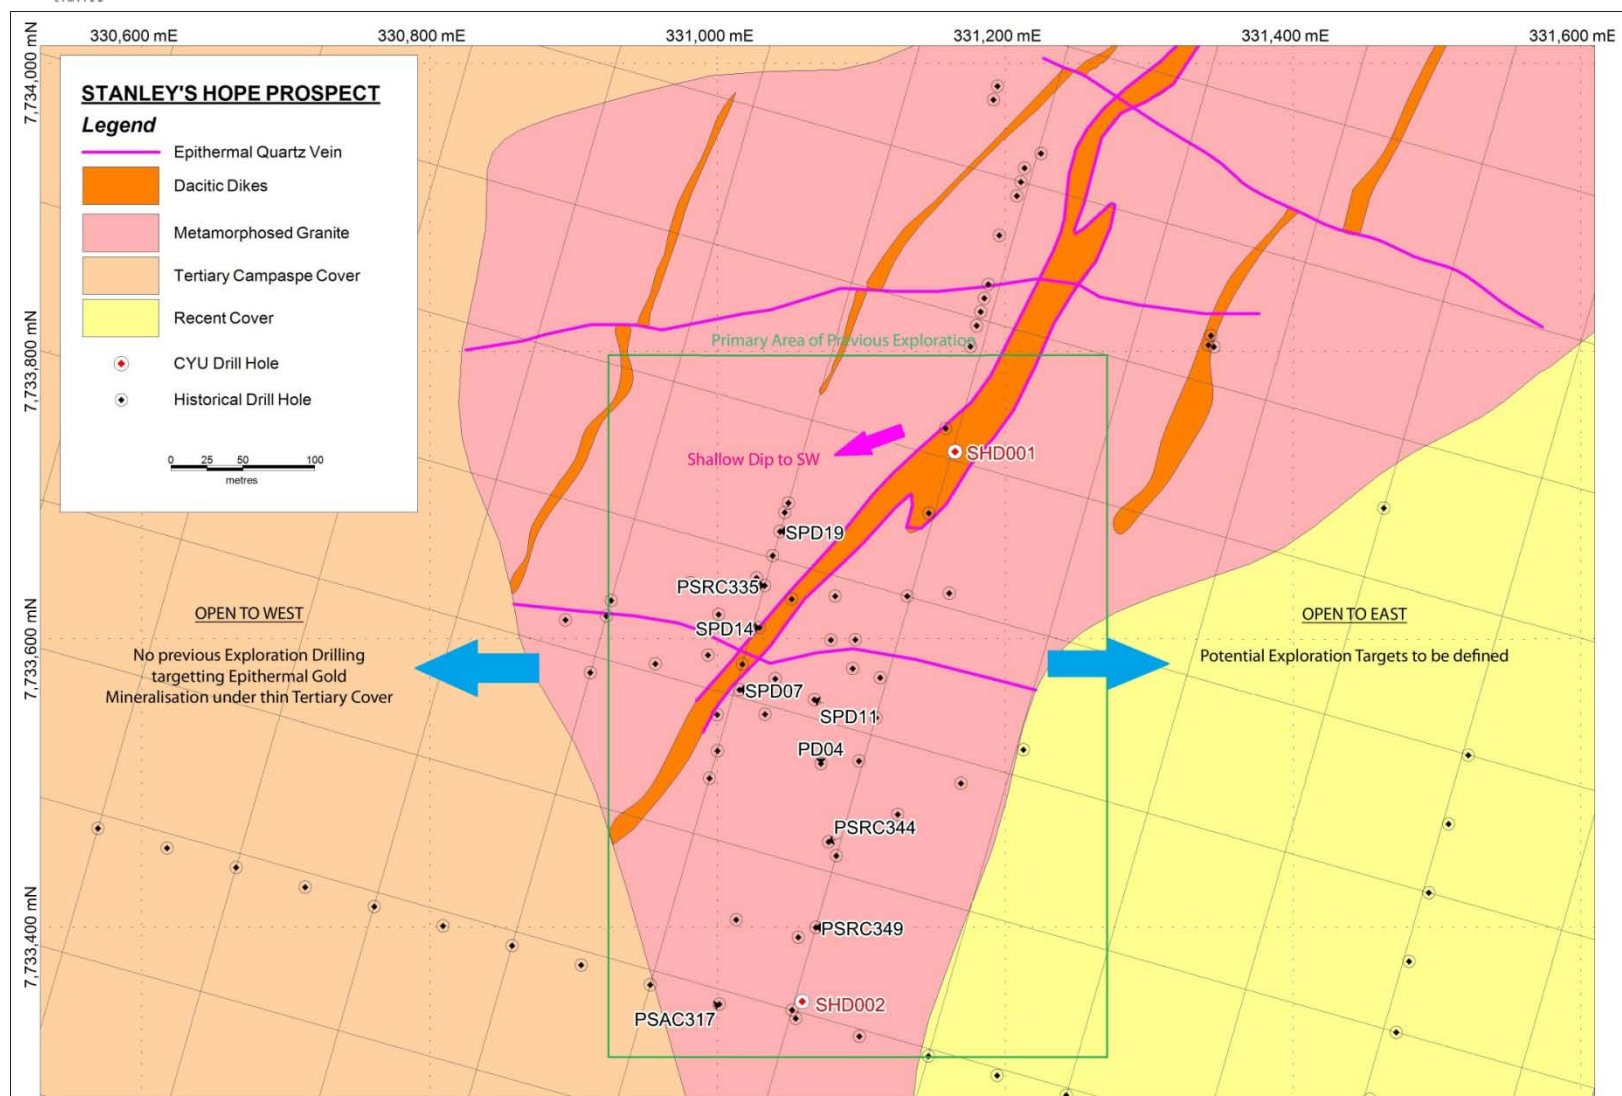 LIMITED
330,600 mE
330,800 mE
331,000 mE
331,200 mE
331,400 mE
331,600 mE
7,734,000 mN
7,733,800 mN
7,733,600 mN
7,733,400 mN
STANLEY'S HOPE PROSPECT
Legend
Epithermal Quartz Vein
Dacitic Dikes
Metamorphosed Granite
Tertiary Campaspe Cover
Recent Cover
CYU Drill Hole
Historical Drill Hole
0 25 50 100
metres
Primary Area of Previous Exploration
Shallow Dip to SW
SHD001
SPD19
PSRC335
SPD14
SPD07
SPD11
PD04
PSRC344
PSRC349
SHD002
PSAC317
OPEN TO WEST
No previous Exploration Drilling
targetting Epithermal Gold
Mineralisation under thin Tertiary Cover
OPEN TO EAST
Potential Exploration Targets to be defined